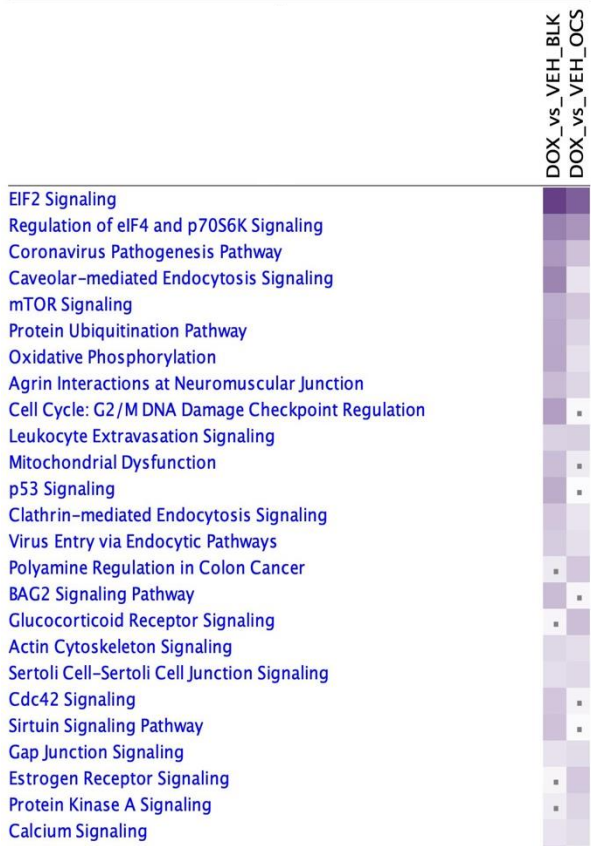 DOX_vs_VEH_BLK
DOX_vs_VEH_OCS
EIF2 Signaling
Regulation of eIF4 and p70S6K Signaling
Coronavirus Pathogenesis Pathway
Caveolar-mediated Endocytosis Signaling
mTOR Signaling
Protein Ubiquitination Pathway
Oxidative Phosphorylation
Agrin Interactions at Neuromuscular Junction
Cell Cycle: G2/M DNA Damage Checkpoint Regulation
Leukocyte Extravasation Signaling
Mitochondrial Dysfunction
p53 Signaling
Clathrin-mediated Endocytosis Signaling
Virus Entry via Endocytic Pathways
Polyamine Regulation in Colon Cancer
BAG2 Signaling Pathway
Glucocorticoid Receptor Signaling
Actin Cytoskeleton Signaling
Sertoli Cell-Sertoli Cell Junction Signaling
Cdc42 Signaling
Sirtuin Signaling Pathway
Gap Junction Signaling
Estrogen Receptor Signaling
Protein Kinase A Signaling
Calcium Signaling